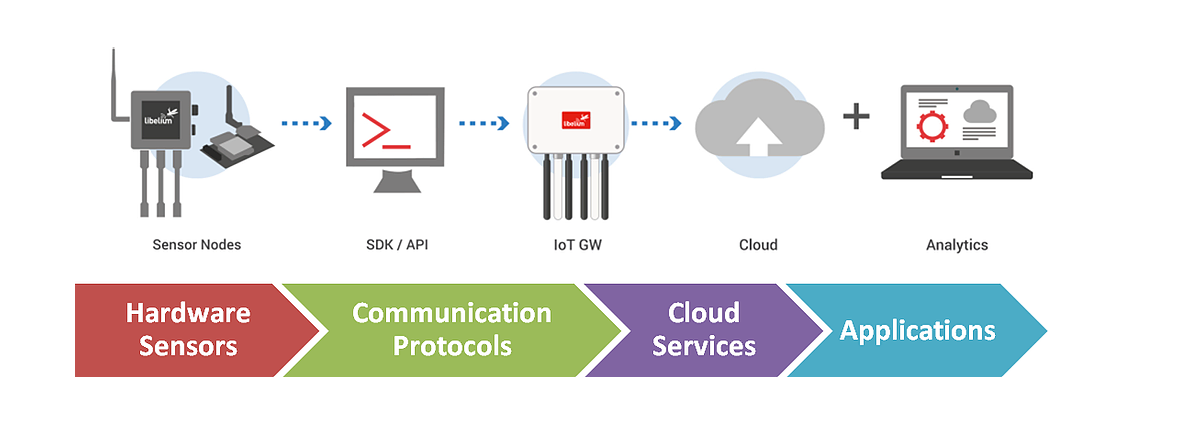 libelium
libelium
Sensor Nodes
SDK / API
IoT GW
Cloud
Analytics
Hardware
Sensors
Communication
Protocols
Cloud
Services
Applications